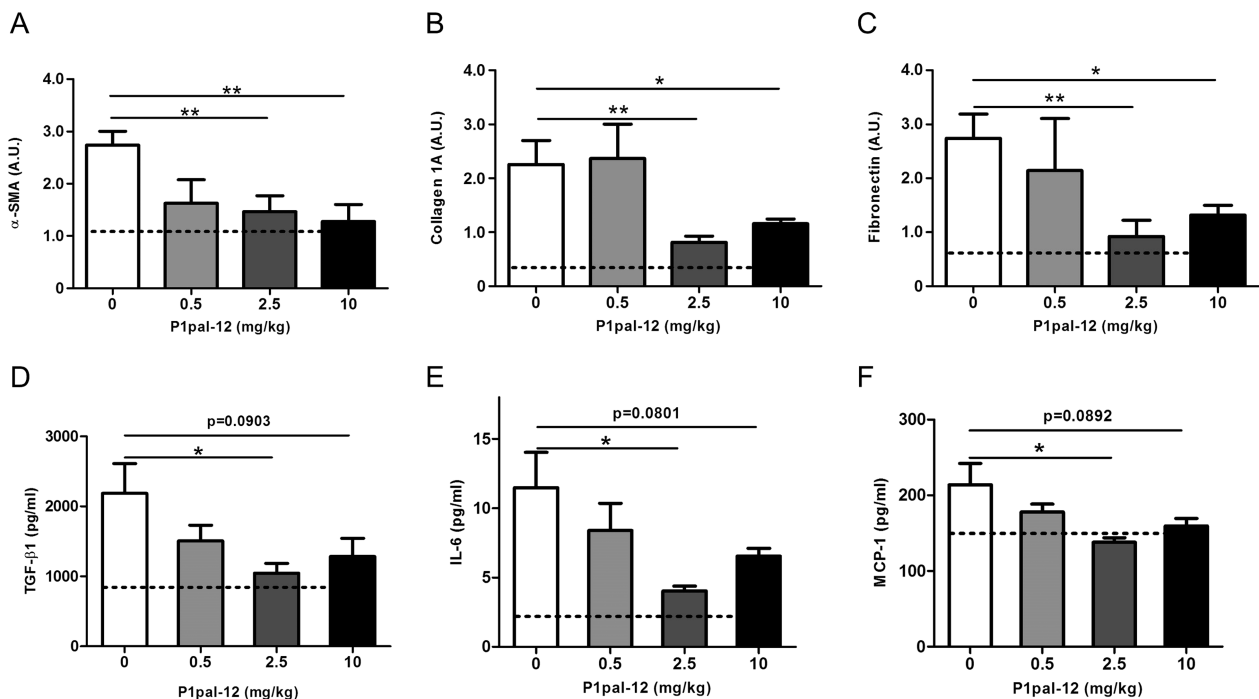 A
α-SMA (A.U.)
4.0
3.0
2.0
1.0
0
**
**
0 0.5 2.5 10
P1pal-12 (mg/kg)
B
Collagen 1A (A.U.)
4.0
3.0
2.0
1.0
0.0
*
**
0 0.5 2.5 10
P1pal-12 (mg/kg)
C
Fibronectin (A.U.)
4.0
3.0
2.0
1.0
0.0
*
**
0 0.5 2.5 10
P1pal-12 (mg/kg)
D
TGF-β1 (pg/ml)
3000
2000
1000
0
p=0.0903
*
0 0.5 2.5 10
P1pal-12 (mg/kg)
E
IL-6 (pg/ml)
15
10
5
0
p=0.0801
*
0 0.5 2.5 10
P1pal-12 (mg/kg)
F
MCP-1 (pg/ml)
300
200
100
0
p=0.0892
*
0 0.5 2.5 10
P1pal-12 (mg/kg)